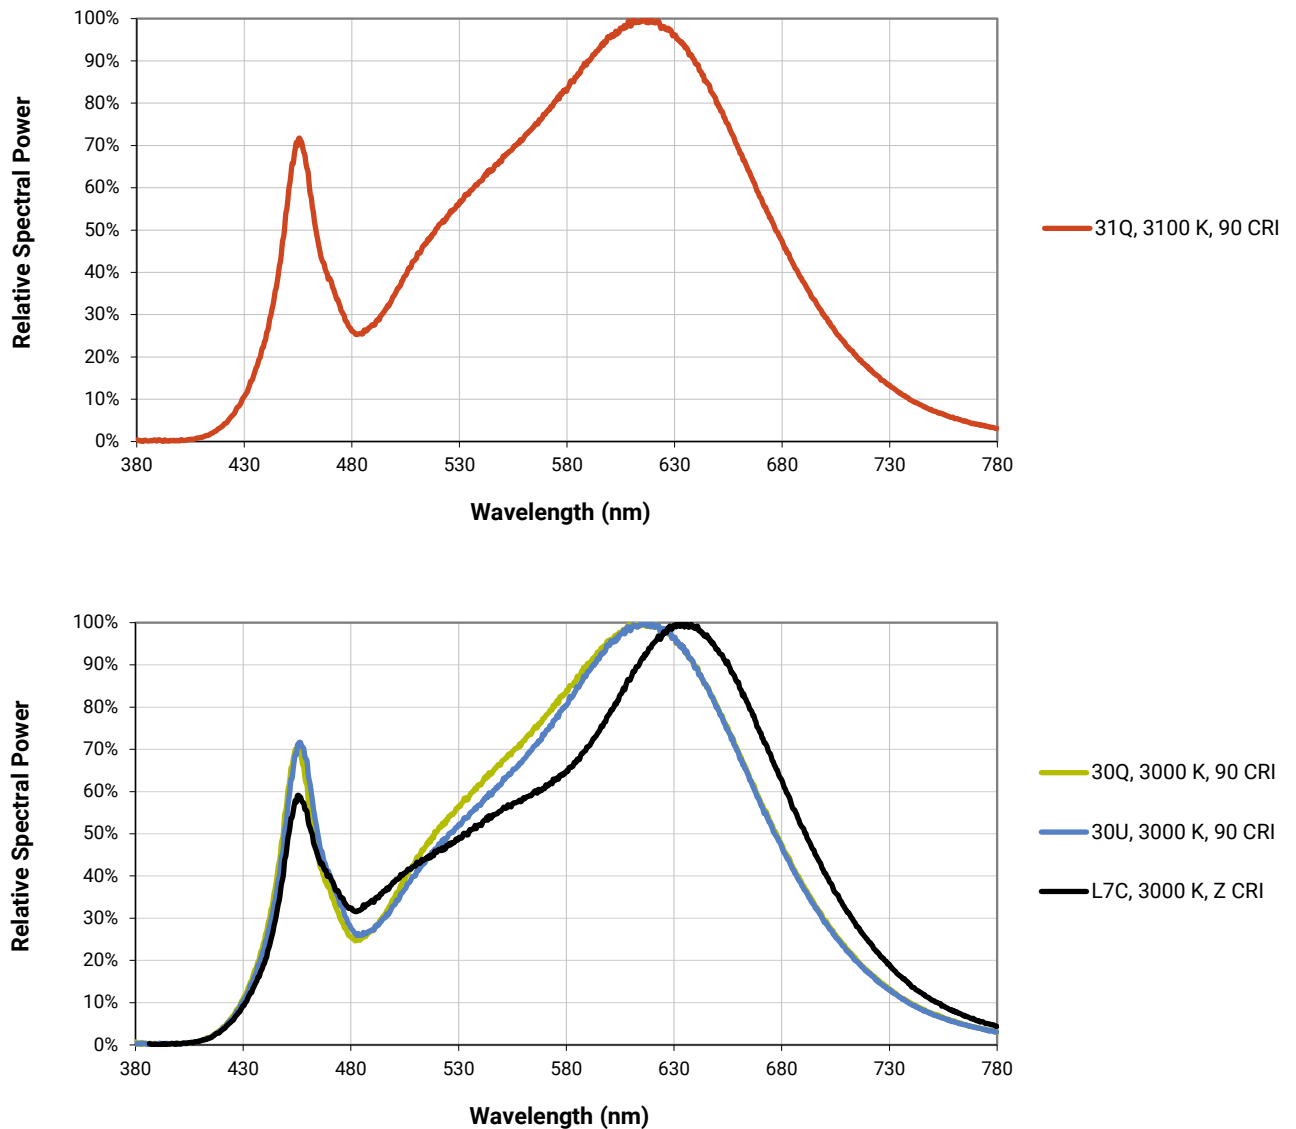 Relative Spectral Power
100%
90%
80%
70%
60%
50%
40%
30%
20%
10%
0%
380 430 480 530 580 630 680 730 780
Wavelength (nm)
31Q, 3100 K, 90 CRI
Relative Spectral Power
100%
90%
80%
70%
60%
50%
40%
30%
20%
10%
0%
380 430 480 530 580 630 680 730 780
Wavelength (nm)
30Q, 3000 K, 90 CRI
30U, 3000 K, 90 CRI
L7C, 3000 K, Z CRI